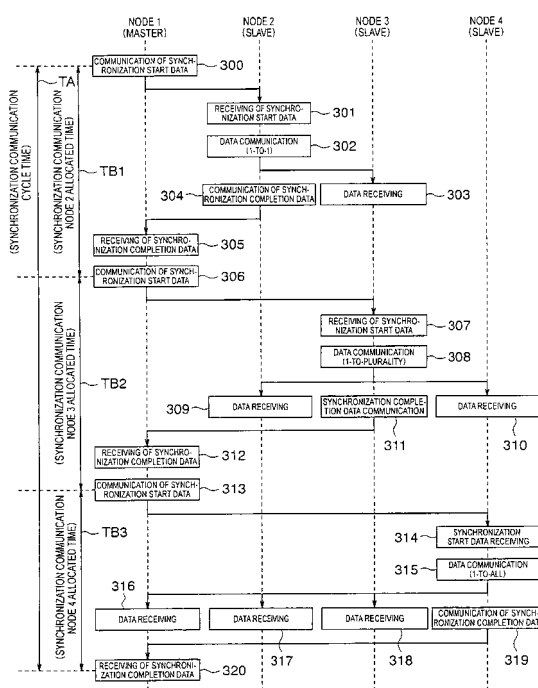 NODE 1
(MASTER)
NODE 2
(SLAVE)
NODE 3
(SLAVE)
NODE 4
(SLAVE)
COMMUNICATION OF SYNCH-
RONIZATION START DATA
300
TA
(SYNCHRONIZATION COMMUNICATION
CYCLE TIME)
(SYNCHRONIZATION COMMUNICATION
NODE 2 ALLOCATED TIME)
TB1
RECEIVING OF SYNCHRO-
NIZATION START DATA
301
DATA COMMUNICATION
(1-TO-1)
302
304
COMMUNICATION OF SYNCH-
RONIZATION COMPLETION DATA
DATA RECEIVING
303
RECEIVING OF SYNCHRO-
NIZATION COMPLETION DATA
305
COMMUNICATION OF SYNCH-
RONIZATION START DATA
306
(SYNCHRONIZATION COMMUNICATION
NODE 3 ALLOCATED TIME)
TB2
RECEIVING OF SYNCHRO-
NIZATION START DATA
307
DATA COMMUNICATION
(1-TO-PLURALITY)
308
309
DATA RECEIVING
SYNCHRONIZATION COMPLE-
TION DATA COMMUNICATION
311
DATA RECEIVING
310
RECEIVING OF SYNCHRO-
NIZATION COMPLETION DATA
312
COMMUNICATION OF SYNCH-
RONIZATION START DATA
313
(SYNCHRONIZATION COMMUNICATION
NODE 4 ALLOCATED TIME)
TB3
314
SYNCHRONIZATION
START DATA RECEIVING
315
DATA COMMUNICATION
(1-TO-ALL)
316
DATA RECEIVING
DATA RECEIVING
317
DATA RECEIVING
318
COMMUNICATION OF SYNCH-
RONIZATION COMPLETION DATA
319
RECEIVING OF SYNCHRONI-
ZATION COMPLETION DATA
320